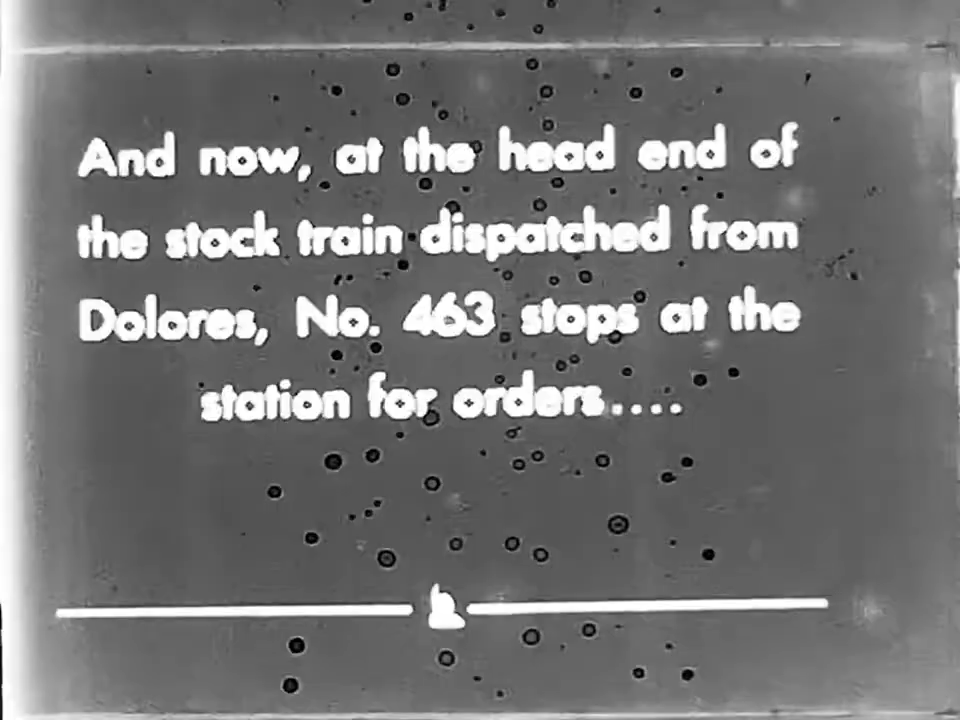 And now, at the head end of
the stock train dispatched from
Dolores, No. 463 stops at the
station for orders....